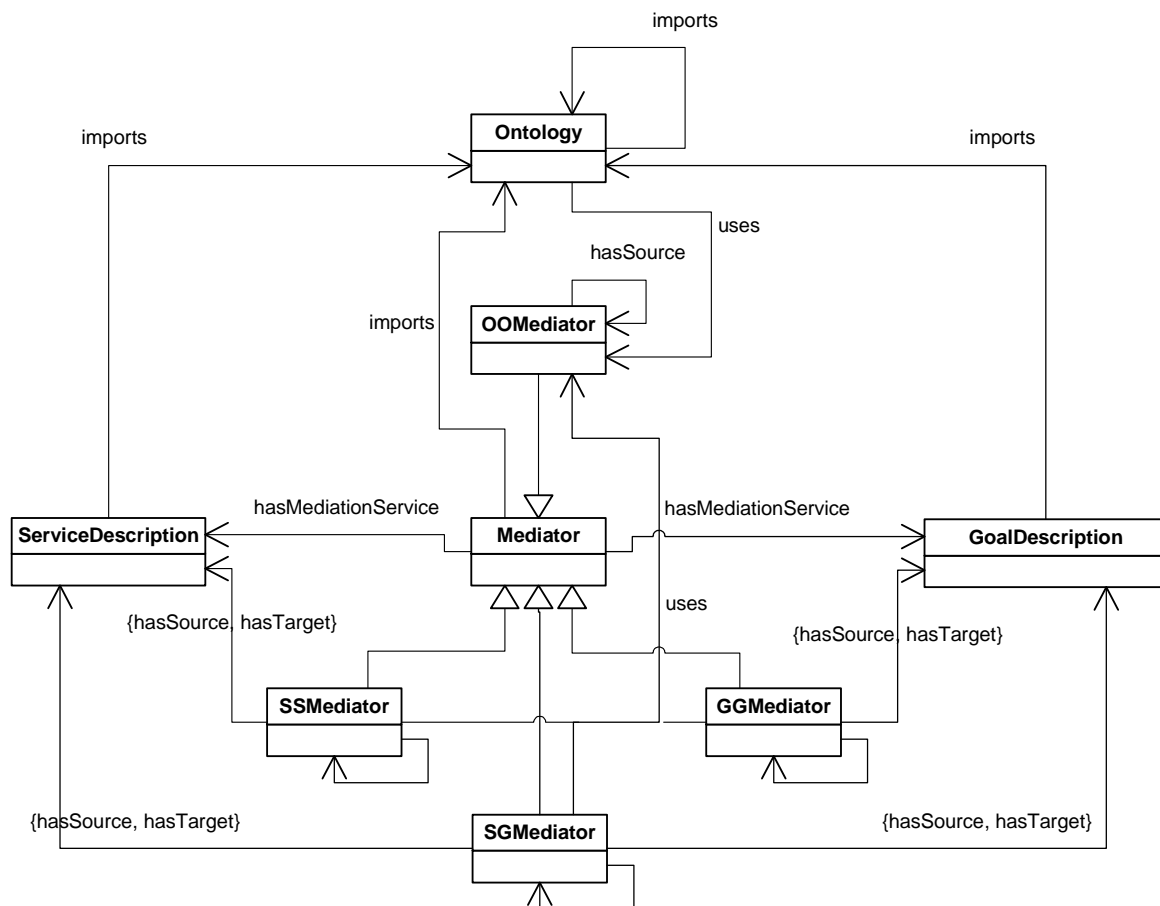 imports
Ontology
imports
imports
uses
hasSource
OOMediator
imports
hasMediationService
hasMediationService
ServiceDescription
Mediator
GoalDescription
uses
{hasSource, hasTarget}
{hasSource, hasTarget}
SSMediator
GGMediator
{hasSource, hasTarget}
SGMediator
{hasSource, hasTarget}